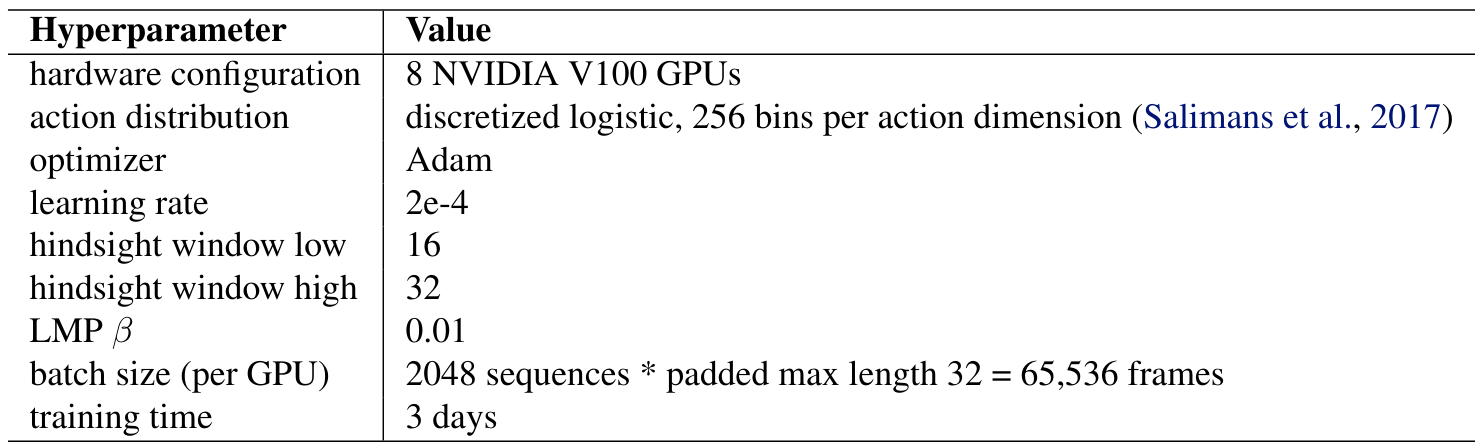 Hyperparameter Value
hardware configuration 8 NVIDIA V100 GPUs
action distribution discretized logistic, 256 bins per action dimension (Salimans et al., 2017)
optimizer Adam
learning rate 2e-4
hindsight window low 16
hindsight window high 32
LMP β 0.01
batch size (per GPU) 2048 sequences * padded max length 32 = 65,536 frames
training time 3 days